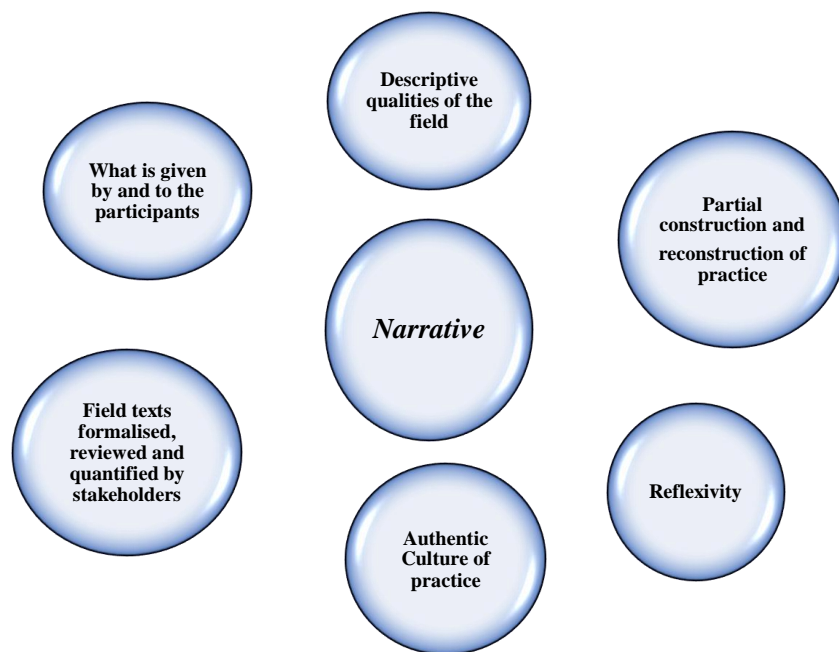 Descriptive
qualities of the
field
What is given
by and to the
participants
Partial
construction and
reconstruction of
practice
Narrative
Field texts
formalised,
reviewed and
quantified by
stakeholders
Reflexivity
Authentic
Culture of
practice